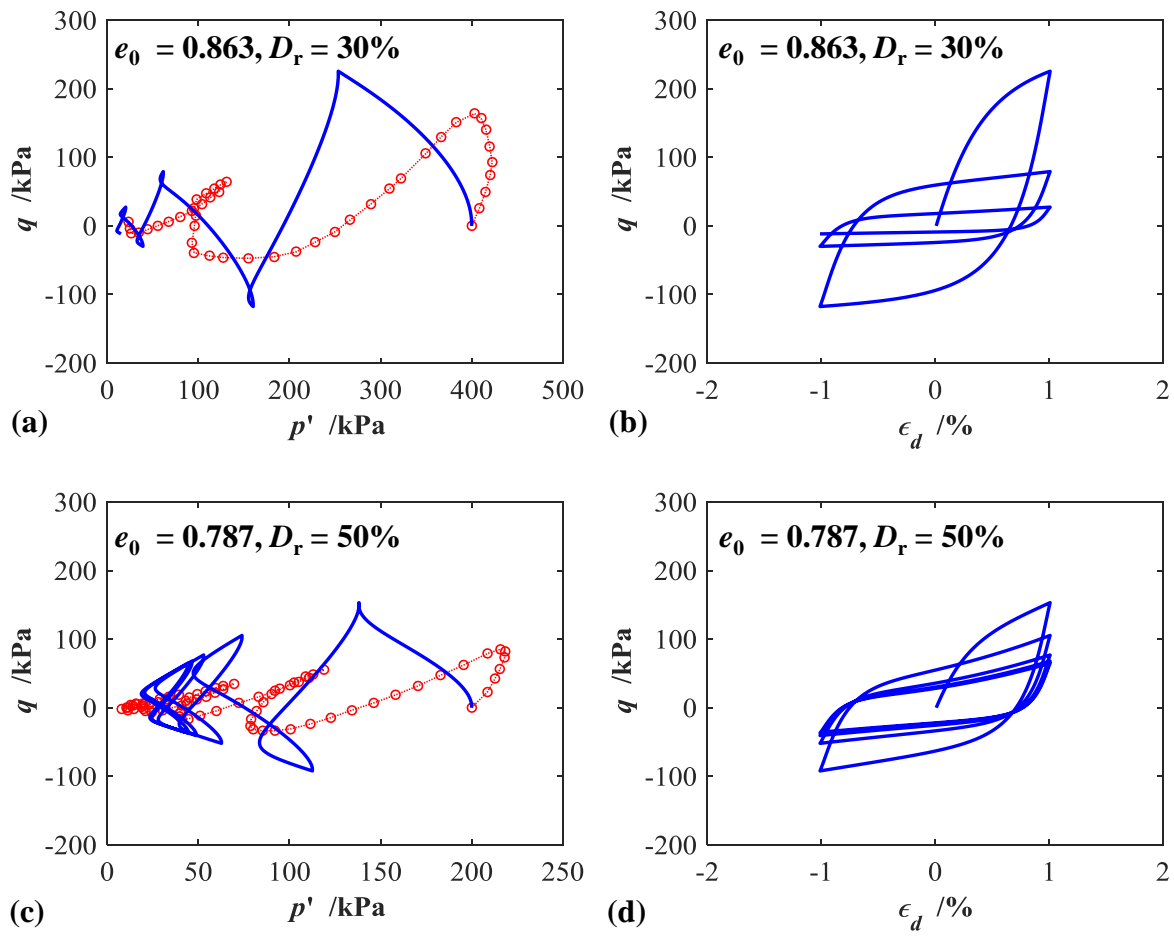 300
200
100
0
-100
-200
q /kPa
e0 = 0.863, Dr = 30%
0 100 200 300 400 500
p' /kPa
(a)
300
200
100
0
-100
-200
q /kPa
e0 = 0.863, Dr = 30%
-2 -1 0 1 2
ϵd /%
(b)
300
200
100
0
-100
-200
q /kPa
e0 = 0.787, Dr = 50%
0 50 100 150 200 250
p' /kPa
(c)
300
200
100
0
-100
-200
q /kPa
e0 = 0.787, Dr = 50%
-2 -1 0 1 2
ϵd /%
(d)